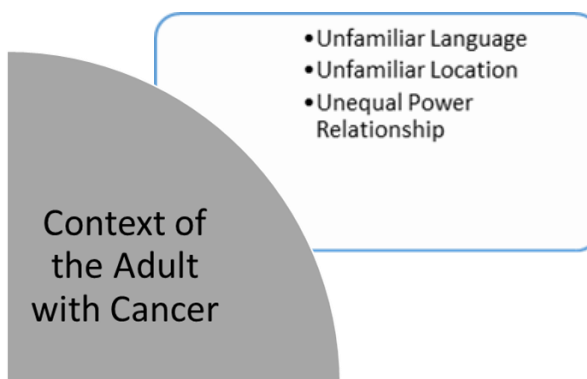 •Unfamiliar Language
•Unfamiliar Location
•Unequal Power
Relationship
Context of
the Adult
with Cancer